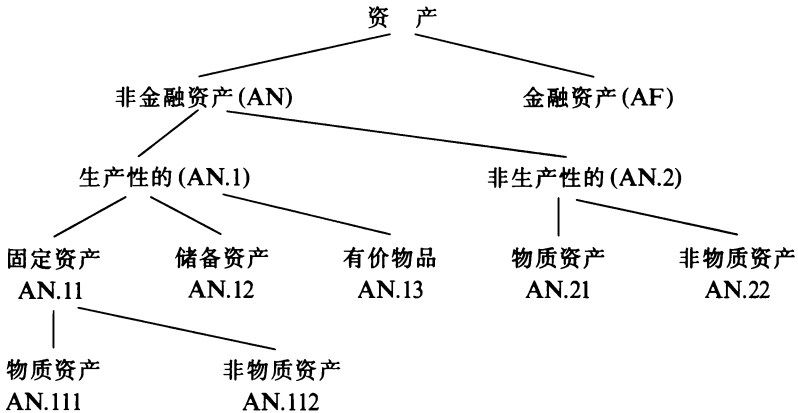 资 产
非金融资产(AN) 金融资产(AF)
生产性的(AN.1) 非生产性的(AN.2)
固定资产 储备资产 有价物品 物质资产 非物质资产
AN.11 AN.12 AN.13 AN.21 AN.22
物质资产 非物质资产
AN.111 AN.112